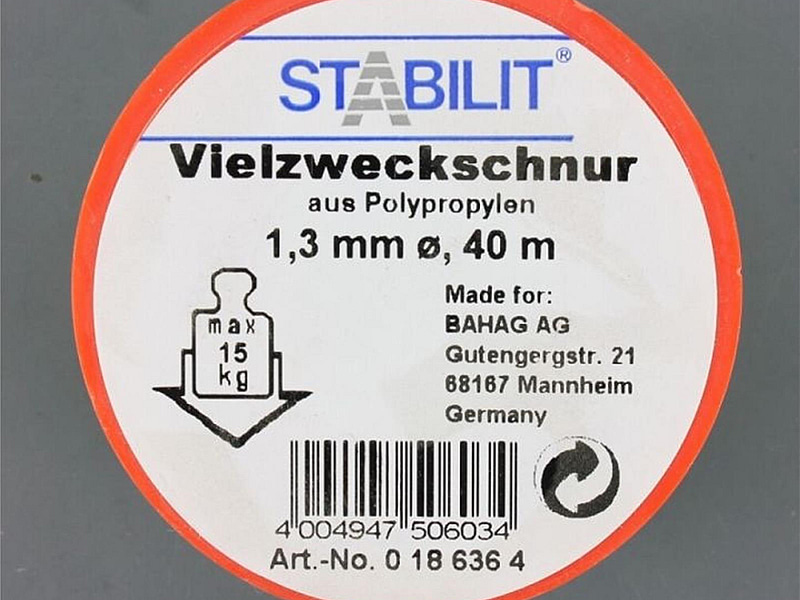 STABILIT®
Vielzweckschnur
aus Polypropylen
1,3 mm ø, 40 m
max
15
kg
Made for:
BAHAG AG
Gutengergstr. 21
68167 Mannheim
Germany
4 004947 506034
Art.-No. 0 18 636 4